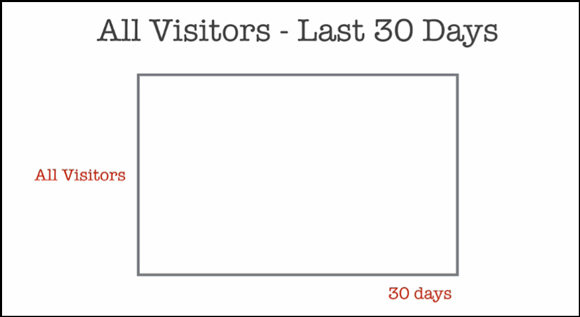 All Visitors - Last 30 Days
All Visitors
30 days